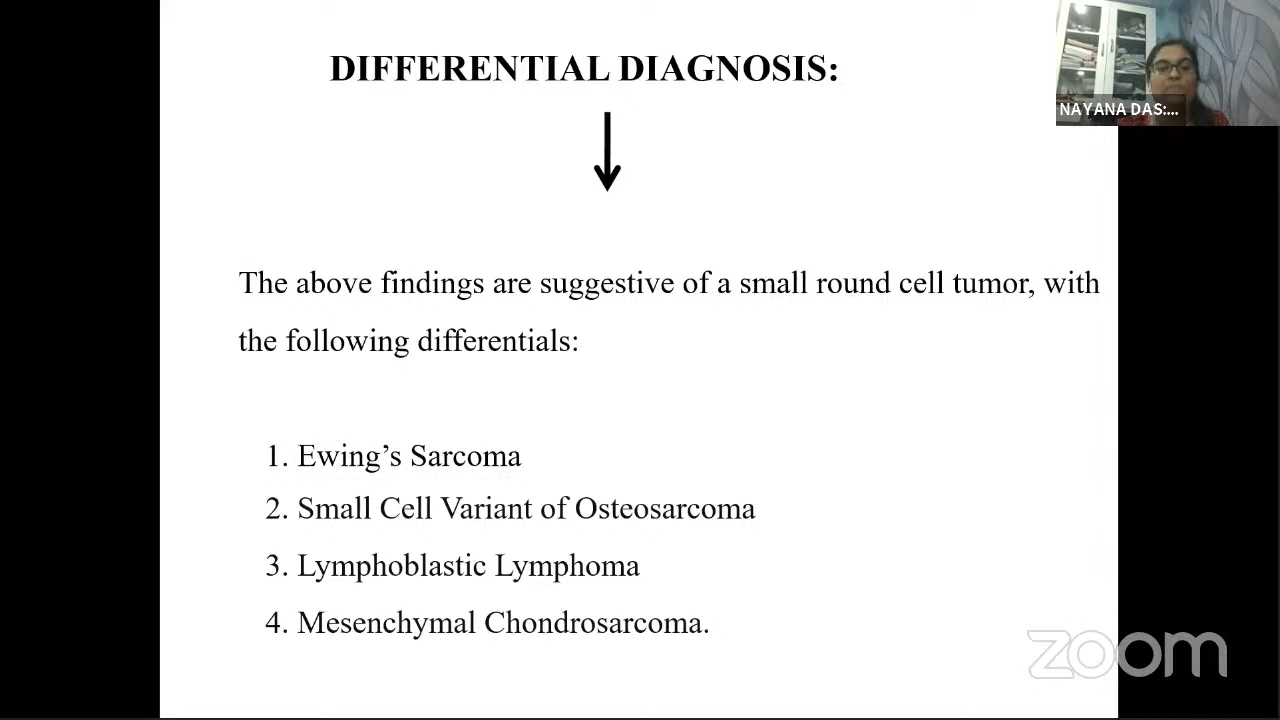 DIFFERENTIAL DIAGNOSIS:
NAYANA DAS:...
The above findings are suggestive of a small round cell tumor, with
the following differentials:
1. Ewing’s Sarcoma
2. Small Cell Variant of Osteosarcoma
3. Lymphoblastic Lymphoma
4. Mesenchymal Chondrosarcoma.
zoom